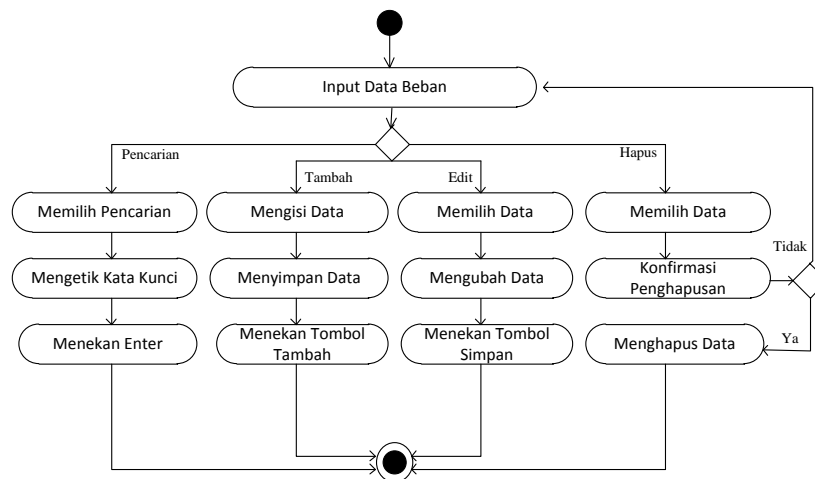 Input Data Beban
Pencarian
Tambah
Edit
Hapus
Memilih Pencarian
Mengisi Data
Memilih Data
Memilih Data
Tidak
Mengetik Kata Kunci
Menyimpan Data
Mengubah Data
Konfirmasi
Penghapusan
Menekan Enter
Menekan Tombol
Tambah
Menekan Tombol
Simpan
Menghapus Data
Ya